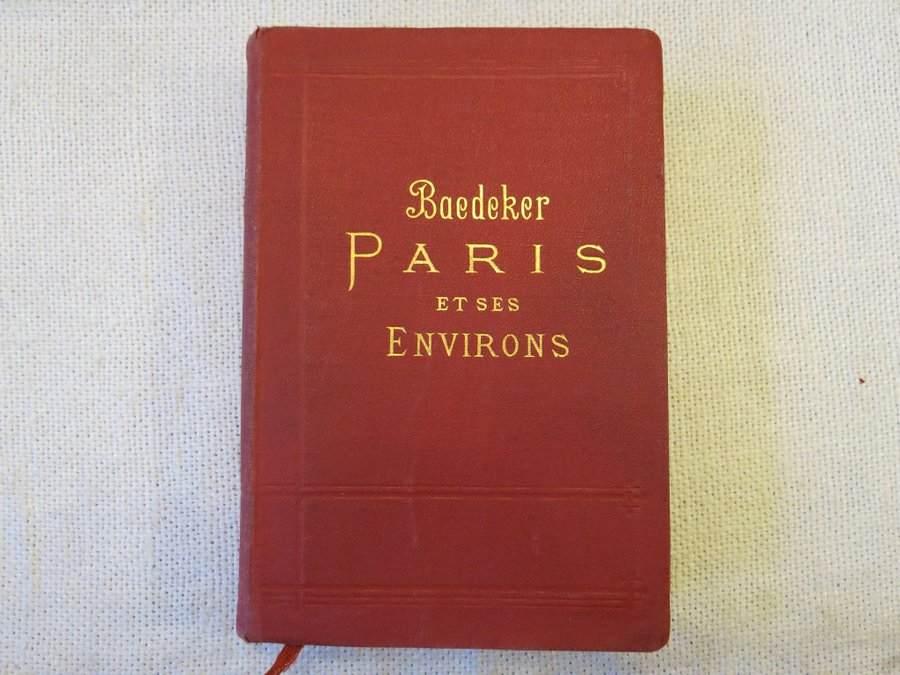 Baedeker
PARIS
ET SES
ENVIRONS